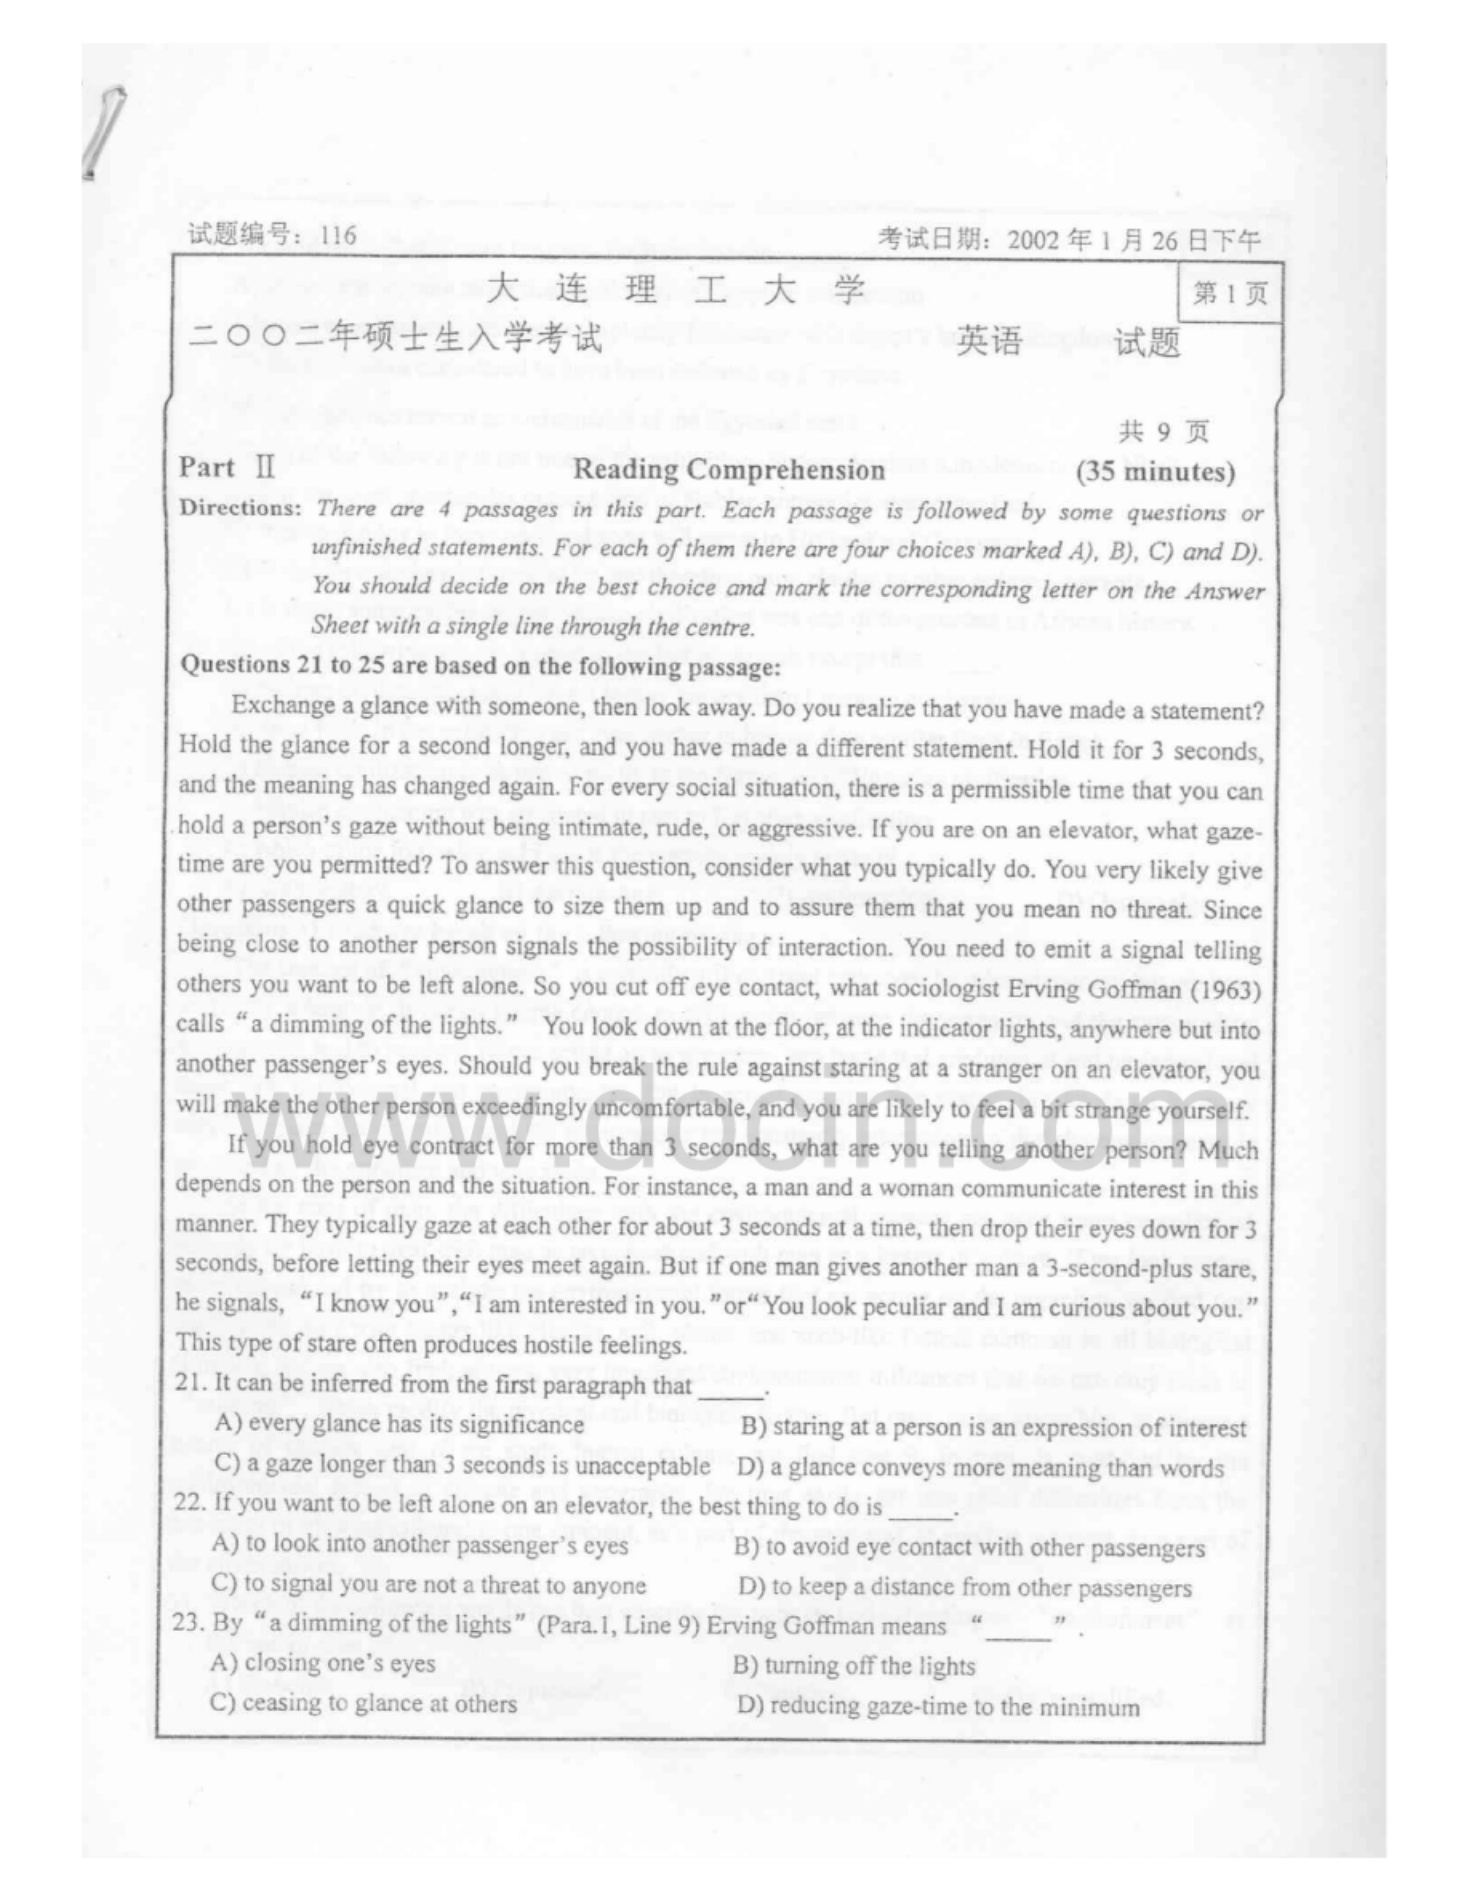 试题编号：116
考试日期：2002 年 1 月 26 日下午
大 连 理 工 大 学
第 1 页
二〇〇二年硕士生入学考试 英语 试题
共 9 页
Part II Reading Comprehension (35 minutes)
Directions: There are 4 passages in this part. Each passage is followed by some questions or
unfinished statements. For each of them there are four choices marked A), B), C) and D).
You should decide on the best choice and mark the corresponding letter on the Answer
Sheet with a single line through the centre.
Questions 21 to 25 are based on the following passage:
Exchange a glance with someone, then look away. Do you realize that you have made a statement?
Hold the glance for a second longer, and you have made a different statement. Hold it for 3 seconds,
and the meaning has changed again. For every social situation, there is a permissible time that you can
hold a person's gaze without being intimate, rude, or aggressive. If you are on an elevator, what gaze-
time are you permitted? To answer this question, consider what you typically do. You very likely give
other passengers a quick glance to size them up and to assure them that you mean no threat. Since
being close to another person signals the possibility of interaction. You need to emit a signal telling
others you want to be left alone. So you cut off eye contact, what sociologist Erving Goffman (1963)
calls “a dimming of the lights.” You look down at the floor, at the indicator lights, anywhere but into
another passenger's eyes. Should you break the rule against staring at a stranger on an elevator, you
will make the other person exceedingly uncomfortable, and you are likely to feel a bit strange yourself.
If you hold eye contract for more than 3 seconds, what are you telling another person? Much
depends on the person and the situation. For instance, a man and a woman communicate interest in this
manner. They typically gaze at each other for about 3 seconds at a time, then drop their eyes down for 3
seconds, before letting their eyes meet again. But if one man gives another man a 3-second-plus stare,
he signals, “I know you”,“I am interested in you.”or“You look peculiar and I am curious about you.”
This type of stare often produces hostile feelings.
21. It can be inferred from the first paragraph that _____.
A) every glance has its significance B) staring at a person is an expression of interest
C) a gaze longer than 3 seconds is unacceptable D) a glance conveys more meaning than words
22. If you want to be left alone on an elevator, the best thing to do is _____.
A) to look into another passenger's eyes B) to avoid eye contact with other passengers
C) to signal you are not a threat to anyone D) to keep a distance from other passengers
23. By “a dimming of the lights” (Para.1, Line 9) Erving Goffman means “_____”.
A) closing one's eyes B) turning off the lights
C) ceasing to glance at others D) reducing gaze-time to the minimum
www.docin.com